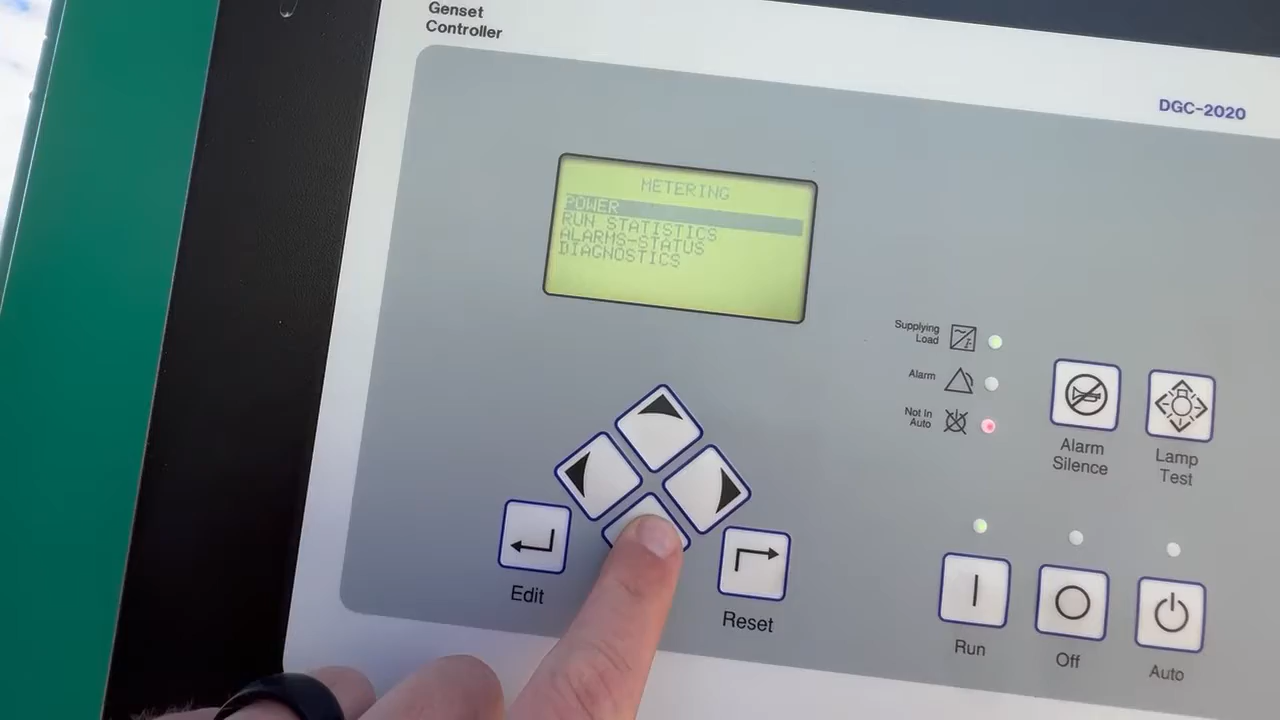 Genset
Controller
DGC-2020
METERING
POWER
RUN STATISTICS
ALARMS-STATUS
DIAGNOSTICS
Supplying
Load
Alarm
Not In
Auto
Alarm
Silence
Lamp
Test
Edit
Reset
Run
Off
Auto